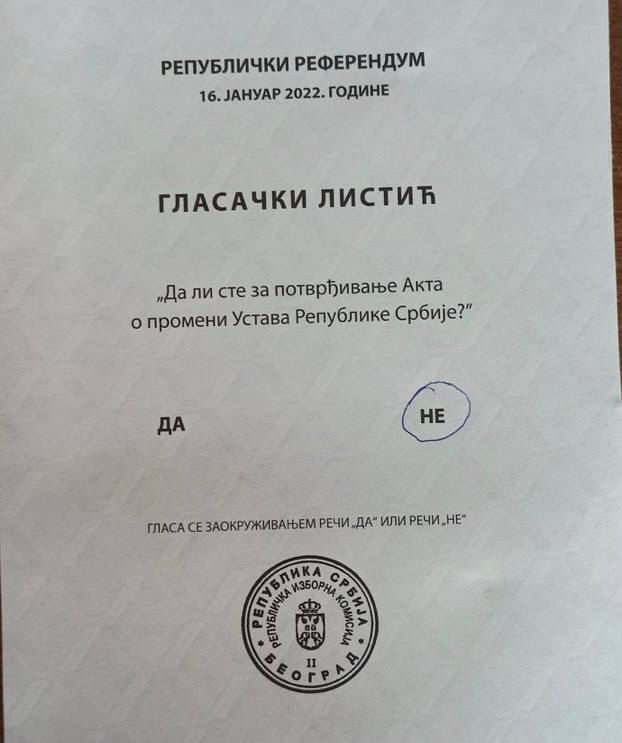 РЕПУБЛИЧКИ РЕФЕРЕНДУМ
16. ЈАНУАР 2022. ГОДИНЕ
ГЛАСАЧКИ ЛИСТИЋ
„Да ли сте за потврђивање Акта
о промени Устава Републике Србије?”
ДА
НЕ
ГЛАСА СЕ ЗАОКРУЖИВАЊЕМ РЕЧИ „ДА“ ИЛИ РЕЧИ „НЕ“
РЕПУБЛИКА СРБИЈА
РЕПУБЛИЧКА ИЗБОРНА КОМИСИЈА
II
БЕОГРАД